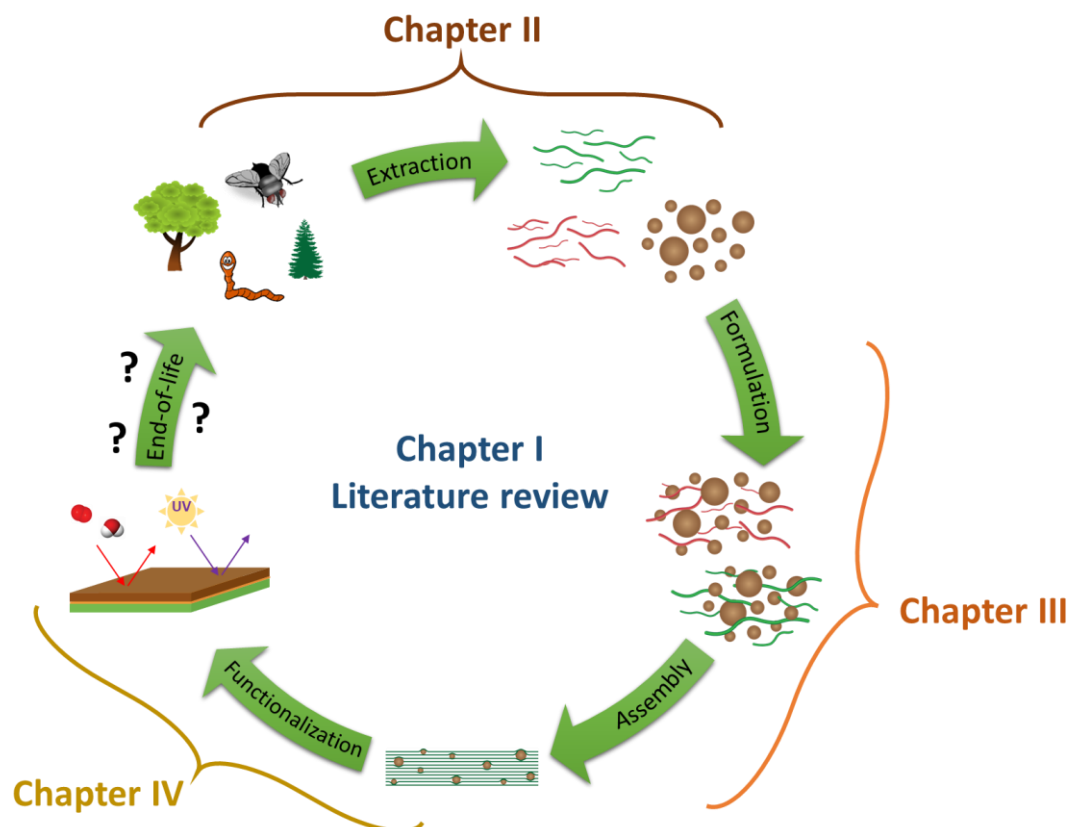 Chapter II
Extraction
Formulation
?
?
?
End-of-life
Chapter I
Literature review
UV
Chapter III
Assembly
Functionalization
Chapter IV